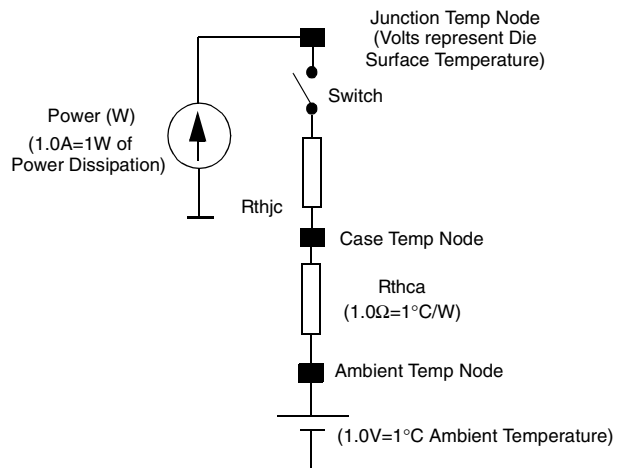 Junction Temp Node
(Volts represent Die
Surface Temperature)
Switch
Power (W)
(1.0A=1W of
Power Dissipation)
Rthjc
Case Temp Node
Rthca
(1.0Ω=1°C/W)
Ambient Temp Node
(1.0V=1°C Ambient Temperature)